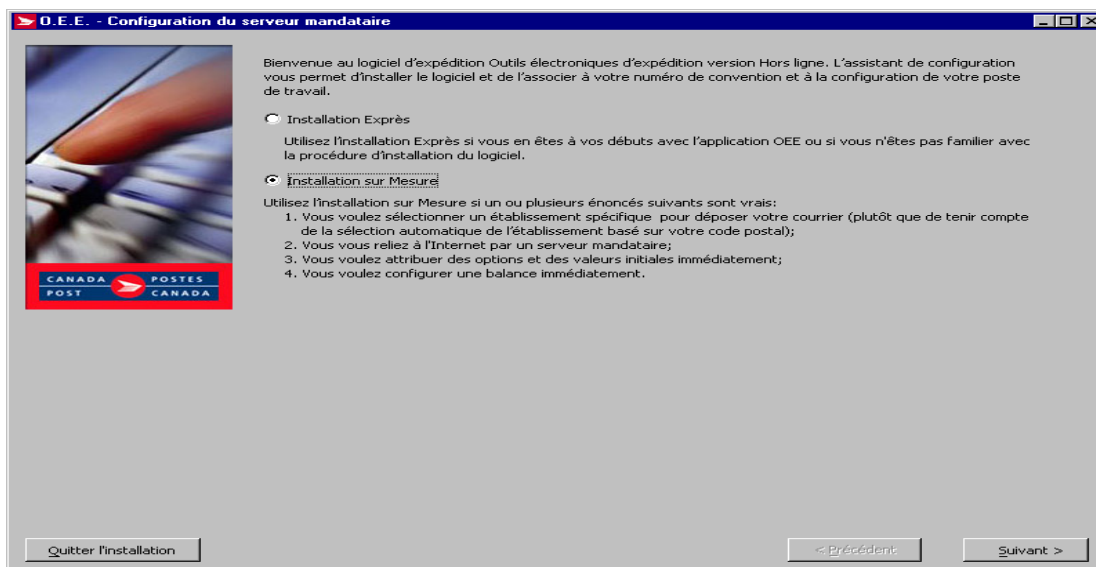 O.E.E. - Configuration du serveur mandataire
Bienvenue au logiciel d'expédition Outils électroniques d'expédition version Hors ligne. L'assistant de configuration
vous permet d'installer le logiciel et de l'associer à votre numéro de convention et à la configuration de votre poste
de travail.
Installation Exprès
Utilisez l'installation Exprès si vous en êtes à vos débuts avec l'application OEE ou si vous n'êtes pas familier avec
la procédure d'installation du logiciel.
Installation sur Mesure
Utilisez l'installation sur Mesure si un ou plusieurs énoncés suivants sont vrais:
1. Vous voulez sélectionner un établissement spécifique pour déposer votre courrier (plutôt que de tenir compte
de la sélection automatique de l'établissement basé sur votre code postal);
2. Vous vous reliez à l'Internet par un serveur mandataire;
3. Vous voulez attribuer des options et des valeurs initiales immédiatement;
4. Vous voulez configurer une balance immédiatement.
CANADA POSTES
POST CANADA
Quitter l'installation
< Précédent
Suivant >